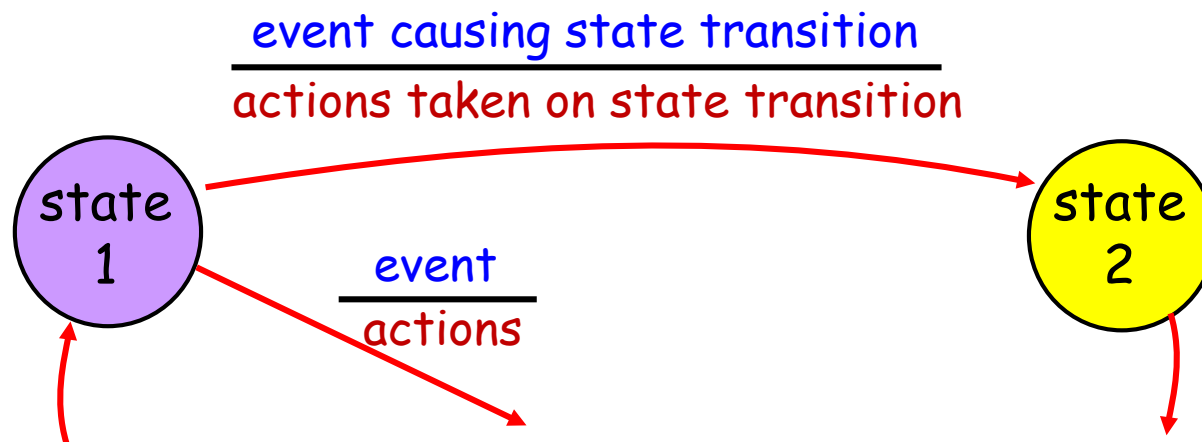 event causing state transition
actions taken on state transition
state
1
state
2
event
actions